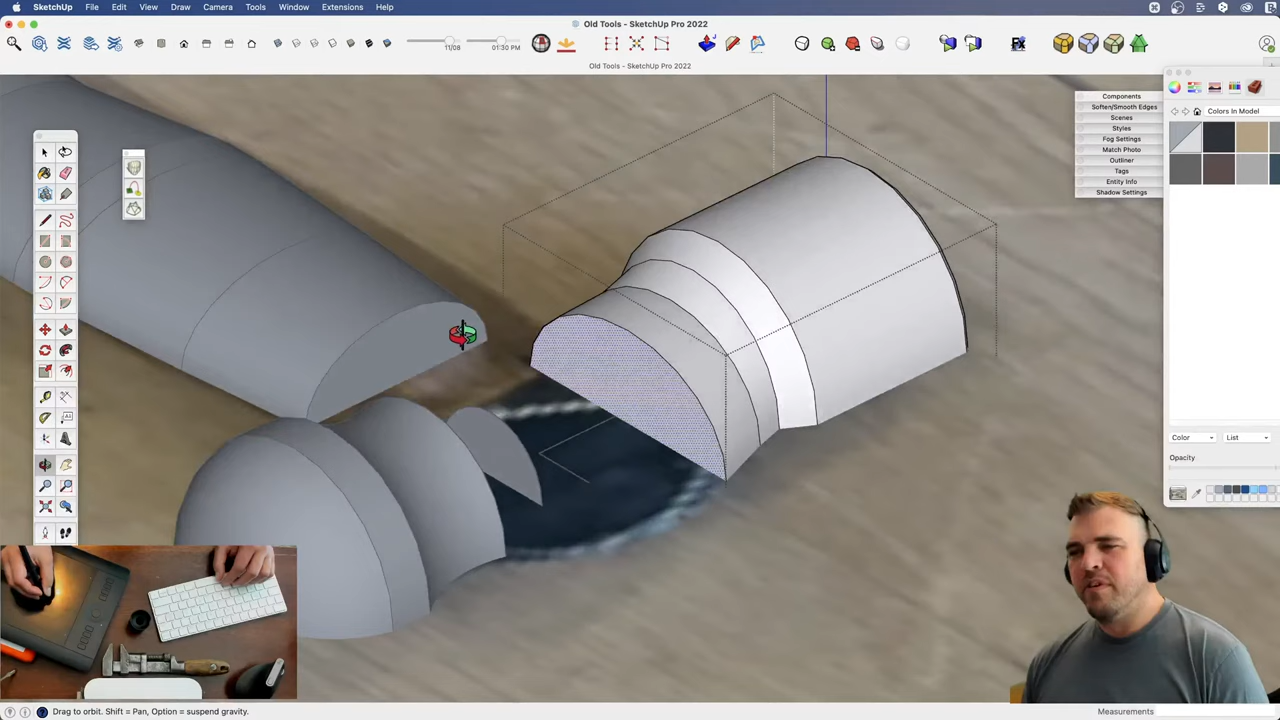 SketchUp File Edit View Draw Camera Tools Window Extensions Help
Old Tools - SketchUp Pro 2022
11/08
01:30 PM
Old Tools - SketchUp Pro 2022
Components
Soften/Smooth Edges
Scenes
Styles
Fog Settings
Match Photo
Outliner
Tags
Entity Info
Shadow Settings
Colors In Model
Color
List
Opacity
Drag to orbit. Shift = Pan, Option = suspend gravity.
Measurements